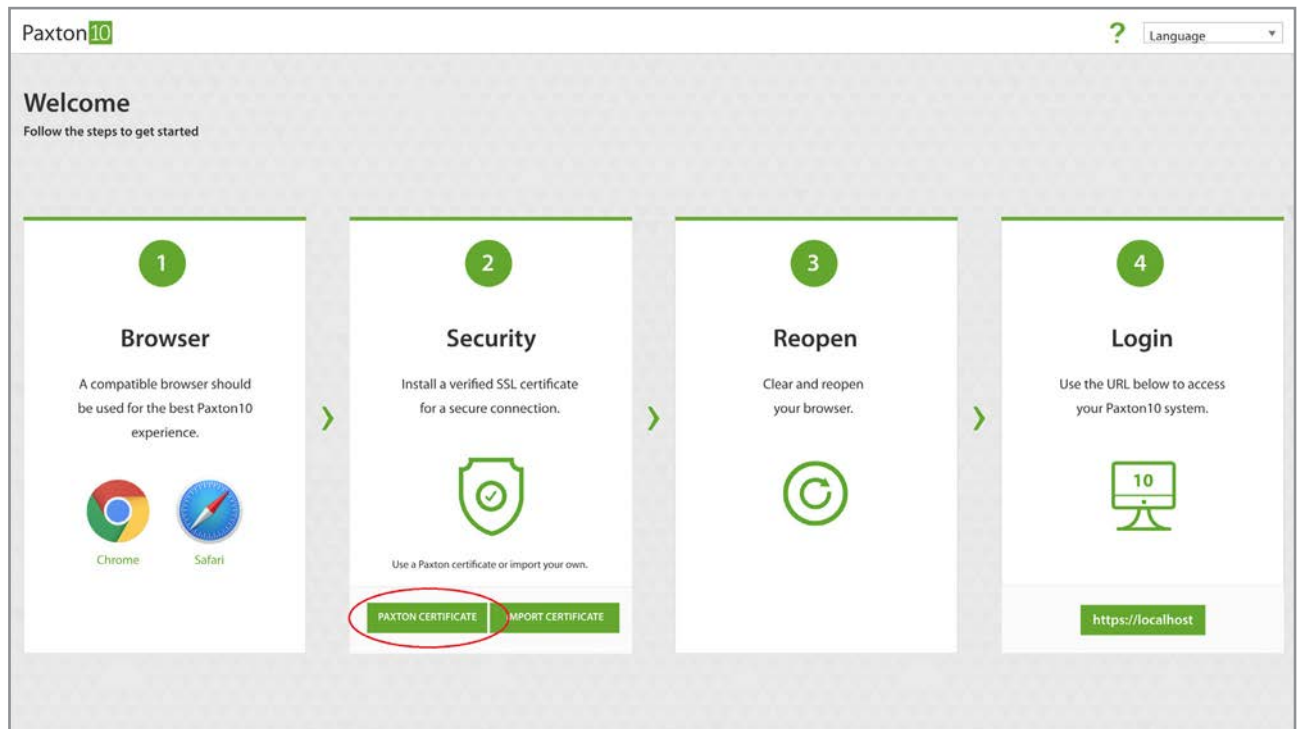 Paxton10
? Language
Welcome
Follow the steps to get started
1
Browser
A compatible browser should
be used for the best Paxton10
experience.
Chrome Safari
2
Security
Install a verified SSL certificate
for a secure connection.
Use a Paxton certificate or import your own.
PAXTON CERTIFICATE IMPORT CERTIFICATE
3
Reopen
Clear and reopen
your browser.
4
Login
Use the URL below to access
your Paxton10 system.
10
https://localhost